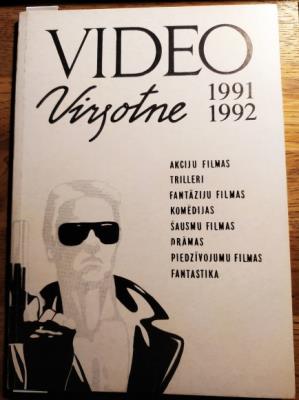 VIDEO
Virsotne 1991
1992
AKCIJU FILMAS
TRILLERI
FANTĀZIJU FILMAS
KOMĒDIJAS
ŠAUSMU FILMAS
DRĀMAS
PIEDZĪVOJUMU FILMAS
FANTASTIKA